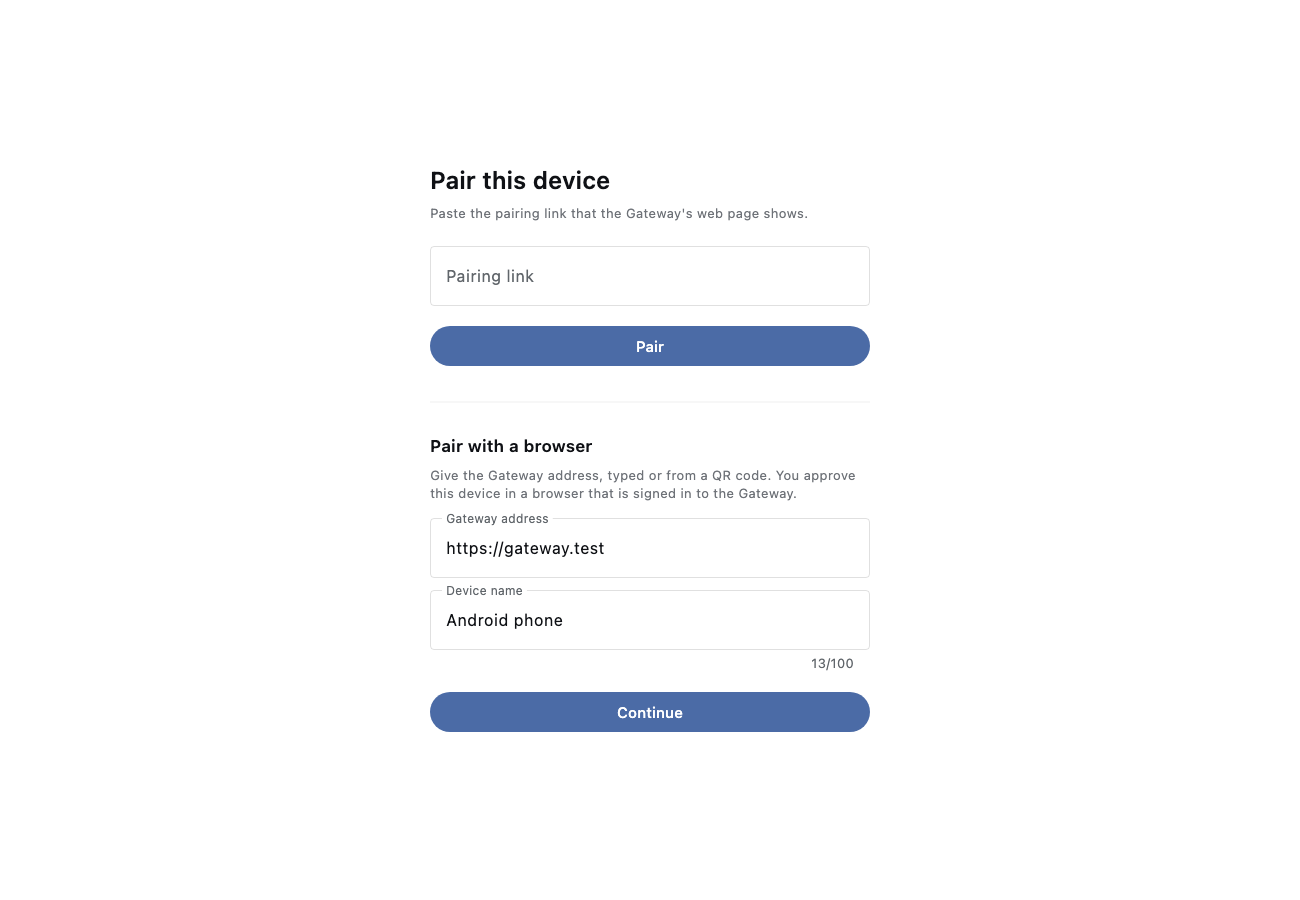 Pair this device
Paste the pairing link that the Gateway's web page shows.
Pairing link
Pair
Pair with a browser
Give the Gateway address, typed or from a QR code. You approve
this device in a browser that is signed in to the Gateway.
Gateway address
https://gateway.test
Device name
Android phone
13/100
Continue